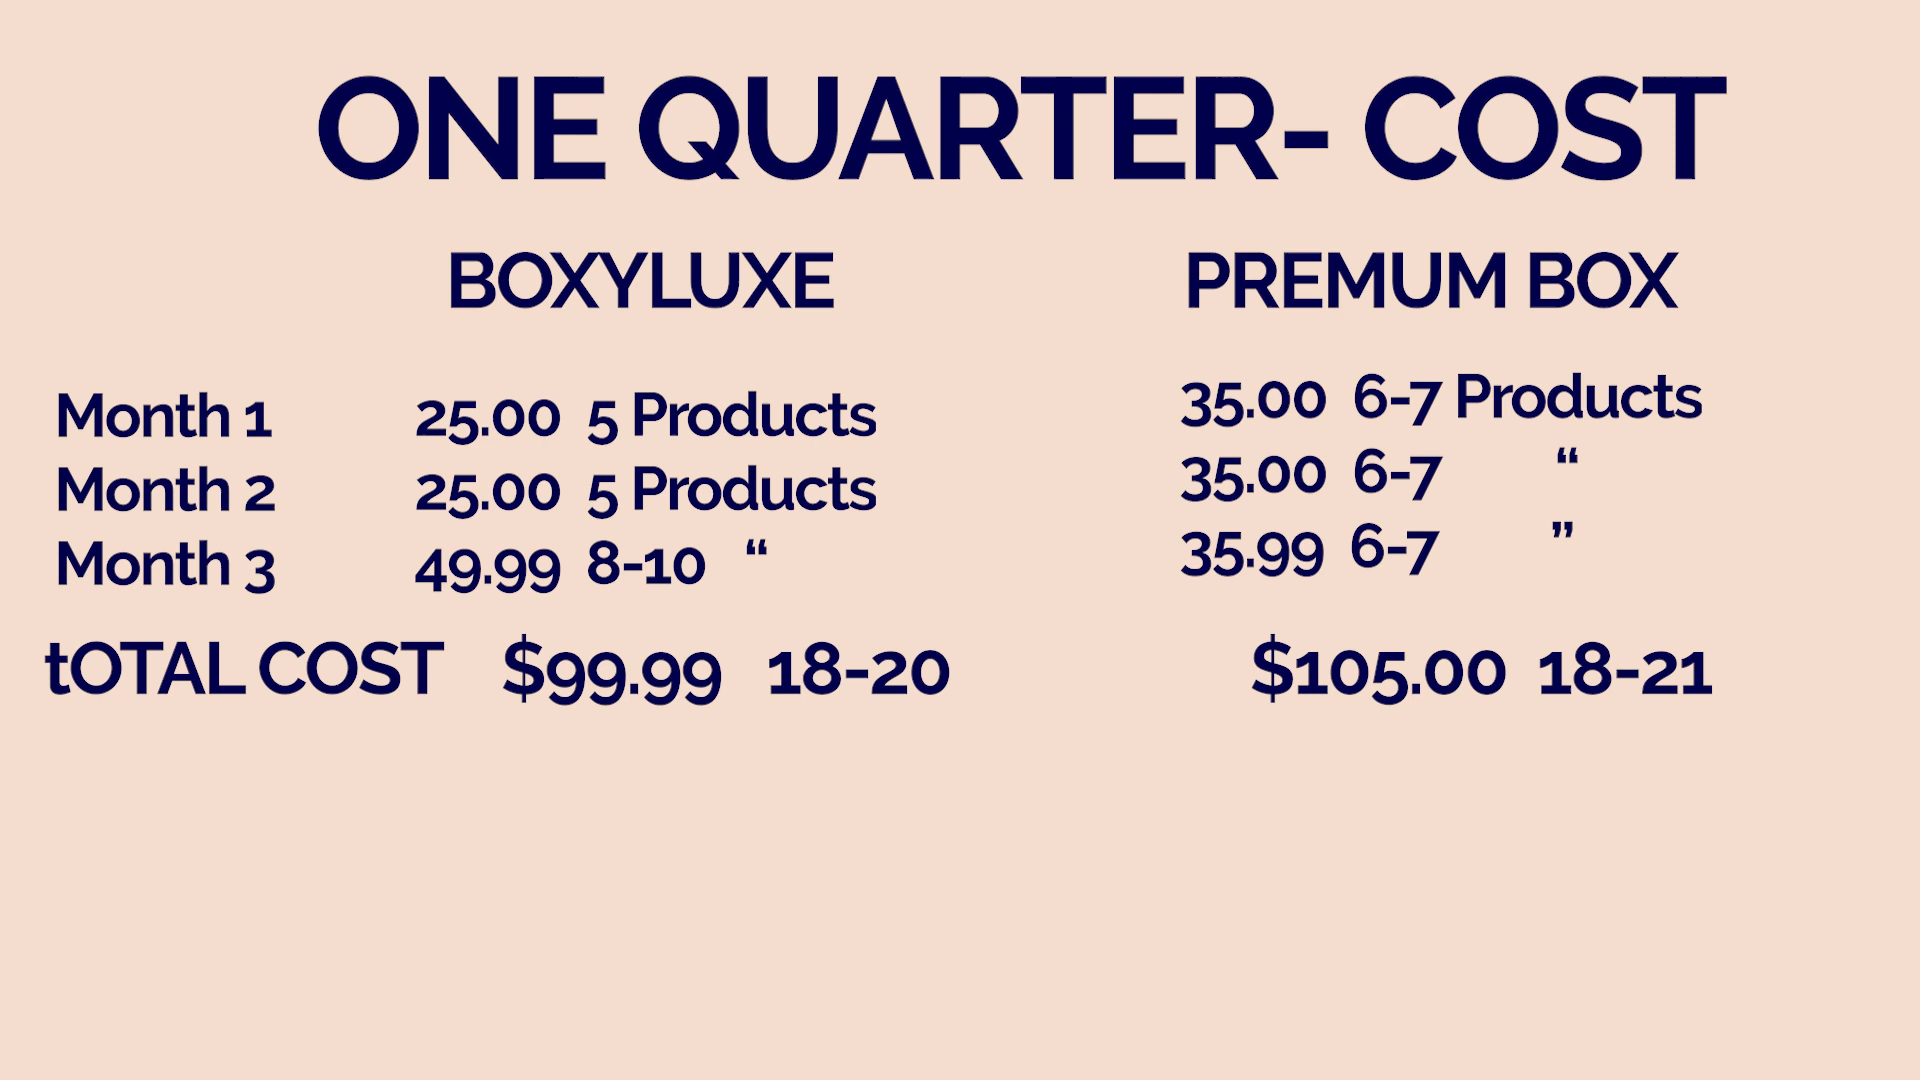 ONE QUARTER- COST
BOXYLUXE PREMUM BOX
Month 1 25.00 5 Products 35.00 6-7 Products
Month 2 25.00 5 Products 35.00 6-7 “
Month 3 49.99 8-10 “ 35.99 6-7 ”
tOTAL COST $99.99 18-20 $105.00 18-21